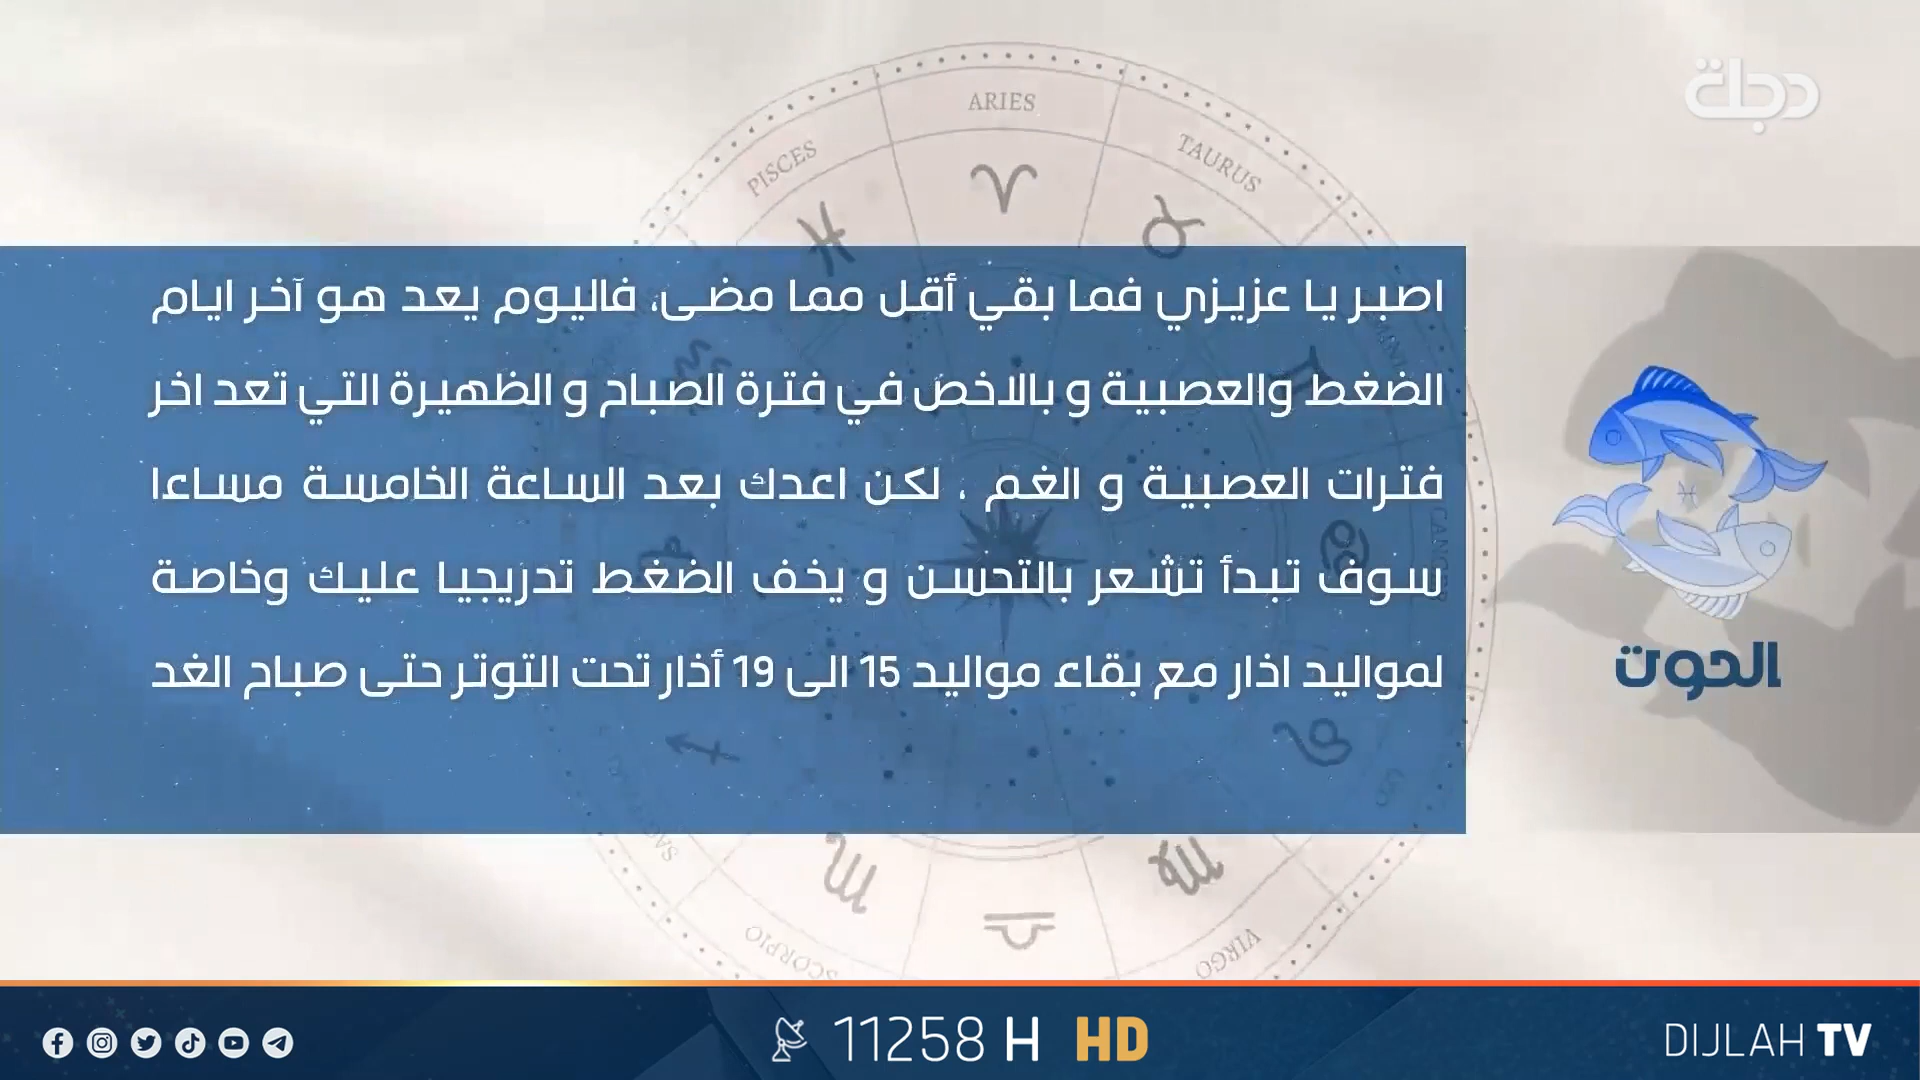 دجلة
ARIES
PISCES
TAURUS
اصبر يا عزيزي فما بقي أقل مما مضى، فاليوم يعد هو آخر ايام
الضغط والعصبية و بالاخص في فترة الصباح و الظهيرة التي تعد اخر
فترات العصبية و الغم ، لكن اعدك بعد الساعة الخامسة مساءا
سوف تبدأ تشعر بالتحسن و يخف الضغط تدريجيا عليك وخاصة
لمواليد اذار مع بقاء مواليد 15 الى 19 أذار تحت التوتر حتى صباح الغد
الحوت
CANCER
SCORPIO
VIRGO
11258 H HD
DIJLAH TV